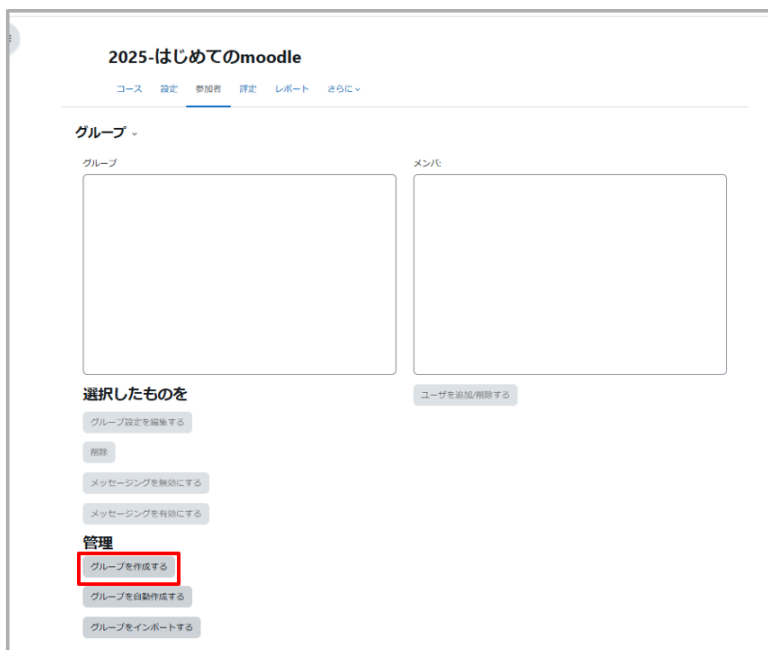 2025-はじめてのmoodle
コース 設定 参加者 評定 レポート さらに
グループ
グループ
メンバ:
選択したものを
ユーザを追加/削除する
グループ設定を編集する
削除
メッセージングを無効にする
メッセージングを有効にする
管理
グループを作成する
グループを自動作成する
グループをインポートする